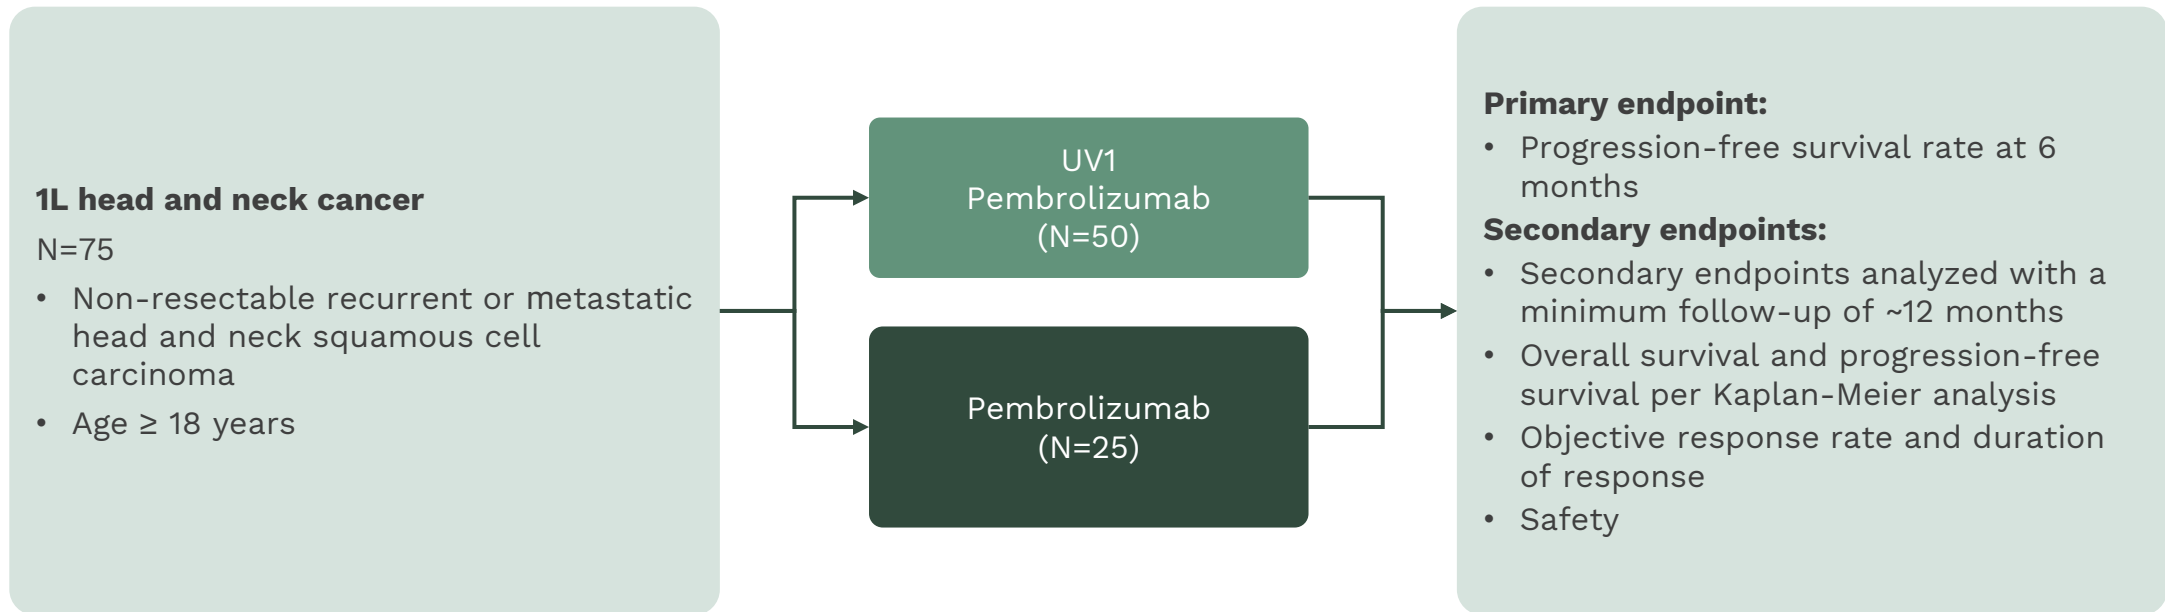 1L head and neck cancer
N=75
• Non-resectable recurrent or metastatic
head and neck squamous cell
carcinoma
• Age ≥ 18 years
UV1
Pembrolizumab
(N=50)
Pembrolizumab
(N=25)
Primary endpoint:
• Progression-free survival rate at 6
months
Secondary endpoints:
• Secondary endpoints analyzed with a
minimum follow-up of ~12 months
• Overall survival and progression-free
survival per Kaplan-Meier analysis
• Objective response rate and duration
of response
• Safety